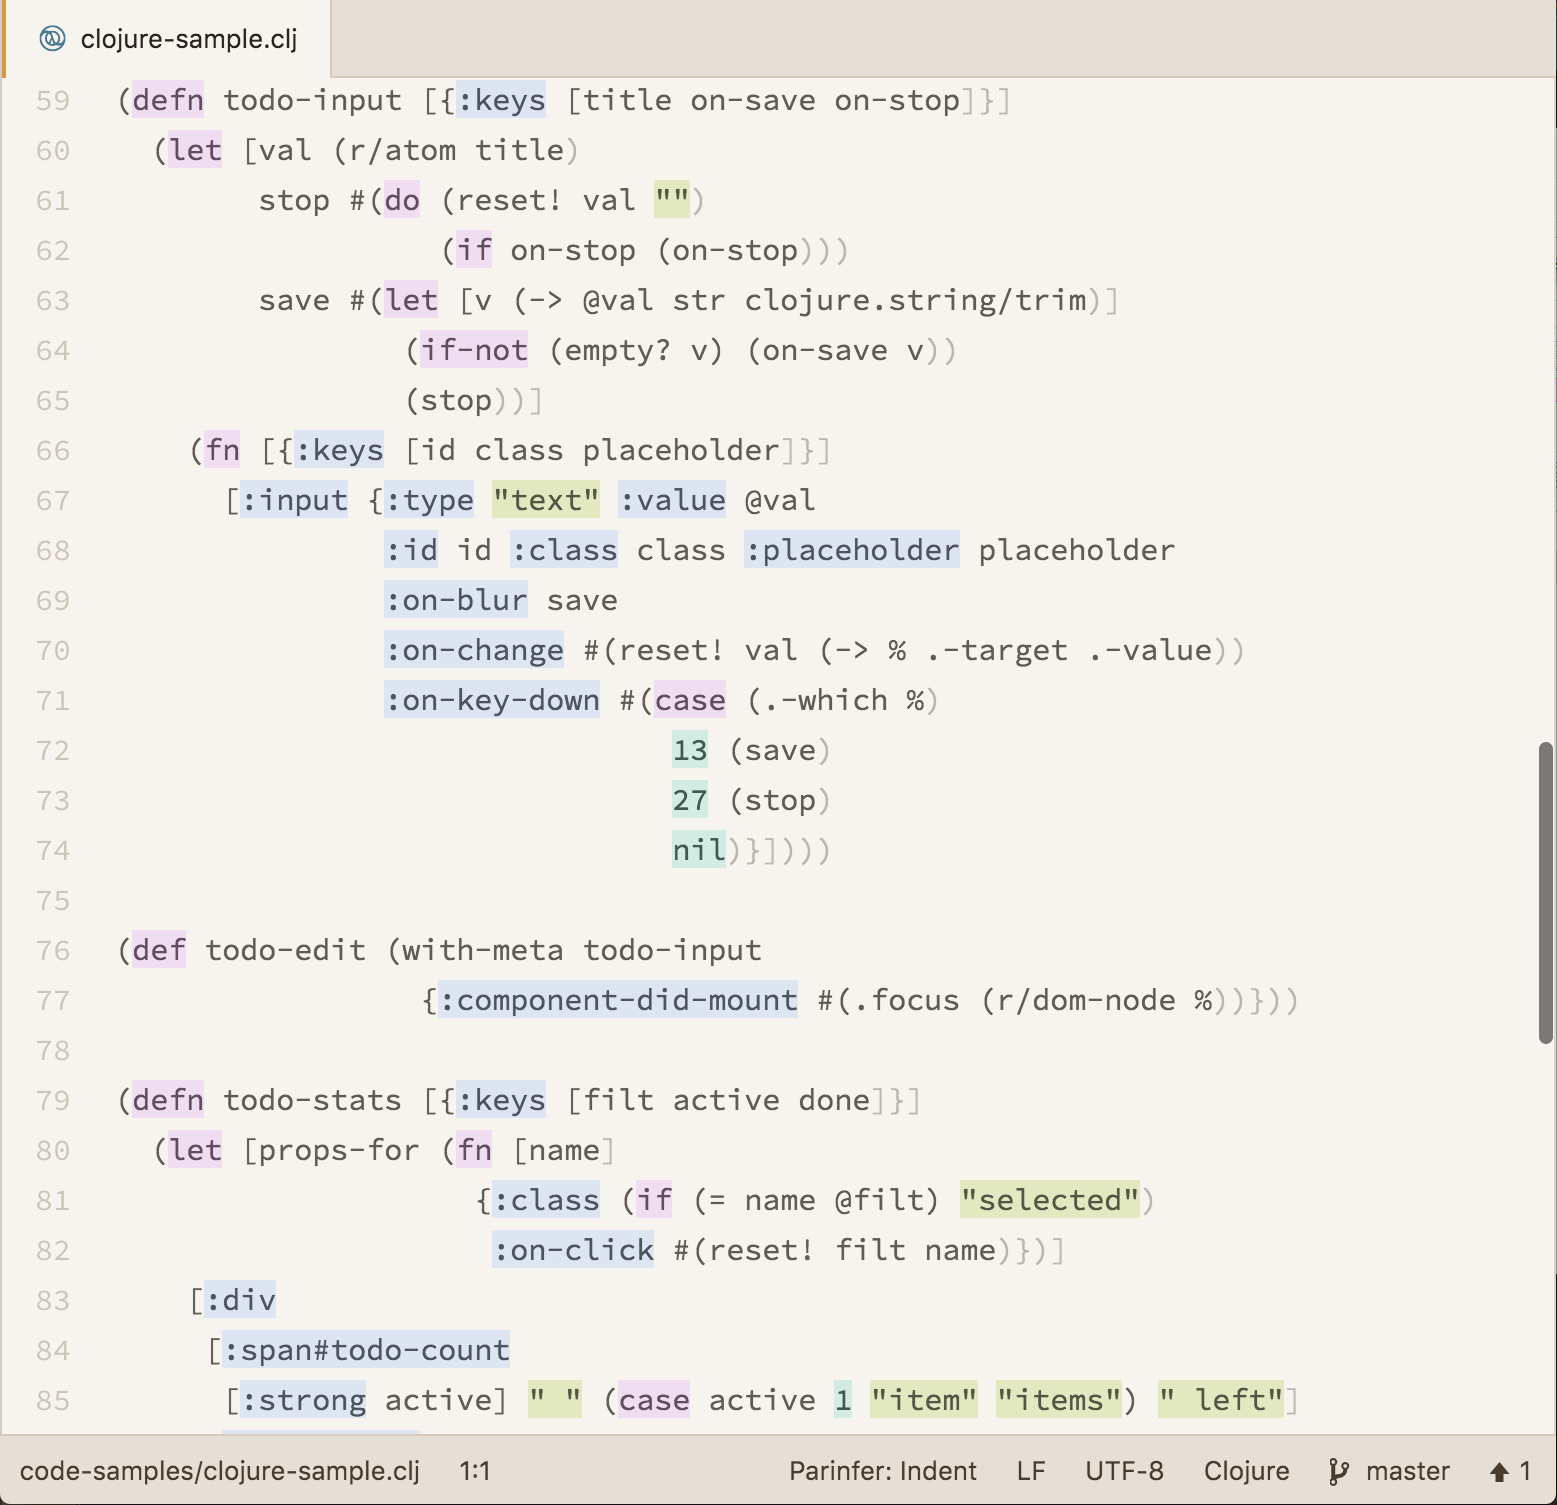 clojure-sample.clj
59 (defn todo-input [{:keys [title on-save on-stop]}]
60   (let [val (r/atom title)
61         stop #(do (reset! val "")
62                   (if on-stop (on-stop)))
63         save #(let [v (-> @val str clojure.string/trim)]
64                 (if-not (empty? v) (on-save v))
65                 (stop))]
66     (fn [{:keys [id class placeholder]}]
67       [:input {:type "text" :value @val
68                :id id :class class :placeholder placeholder
69                :on-blur save
70                :on-change #(reset! val (-> % .-target .-value))
71                :on-key-down #(case (.-which %)
72                                13 (save)
73                                27 (stop)
74                                nil)}])))
75
76 (def todo-edit (with-meta todo-input
77                  {:component-did-mount #(.focus (r/dom-node %))}))
78
79 (defn todo-stats [{:keys [filt active done]}]
80   (let [props-for (fn [name]
81                     {:class (if (= name @filt) "selected")
82                      :on-click #(reset! filt name)})]
83     [:div
84      [:span#todo-count
85       [:strong active] " " (case active 1 "item" "items") " left"]
code-samples/clojure-sample.clj 1:1 Parinfer: Indent LF UTF-8 Clojure master 1